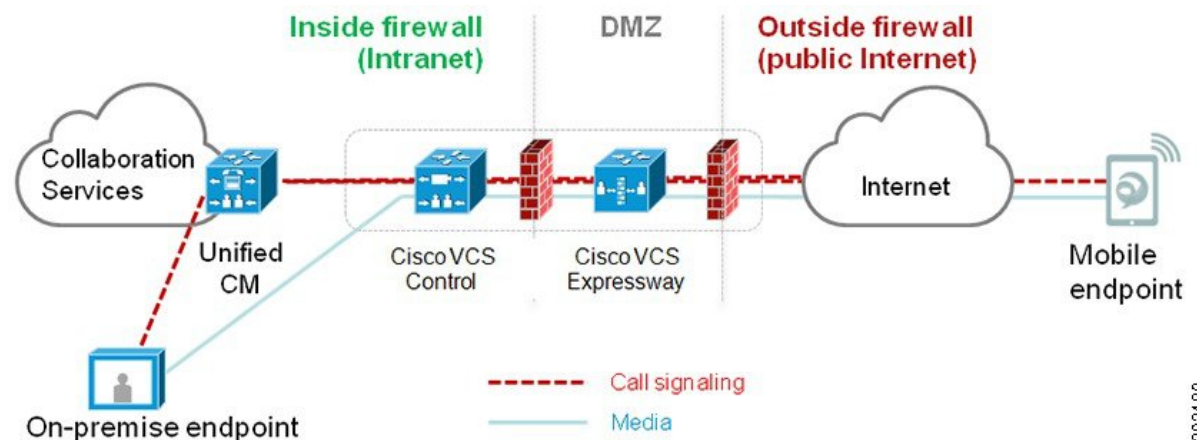 Inside firewall
(Intranet)
DMZ
Outside firewall
(public Internet)
Collaboration
Services
Internet
Unified
CM
Cisco VCS
Control
Cisco VCS
Expressway
Mobile
endpoint
On-premise endpoint
Call signaling
Media